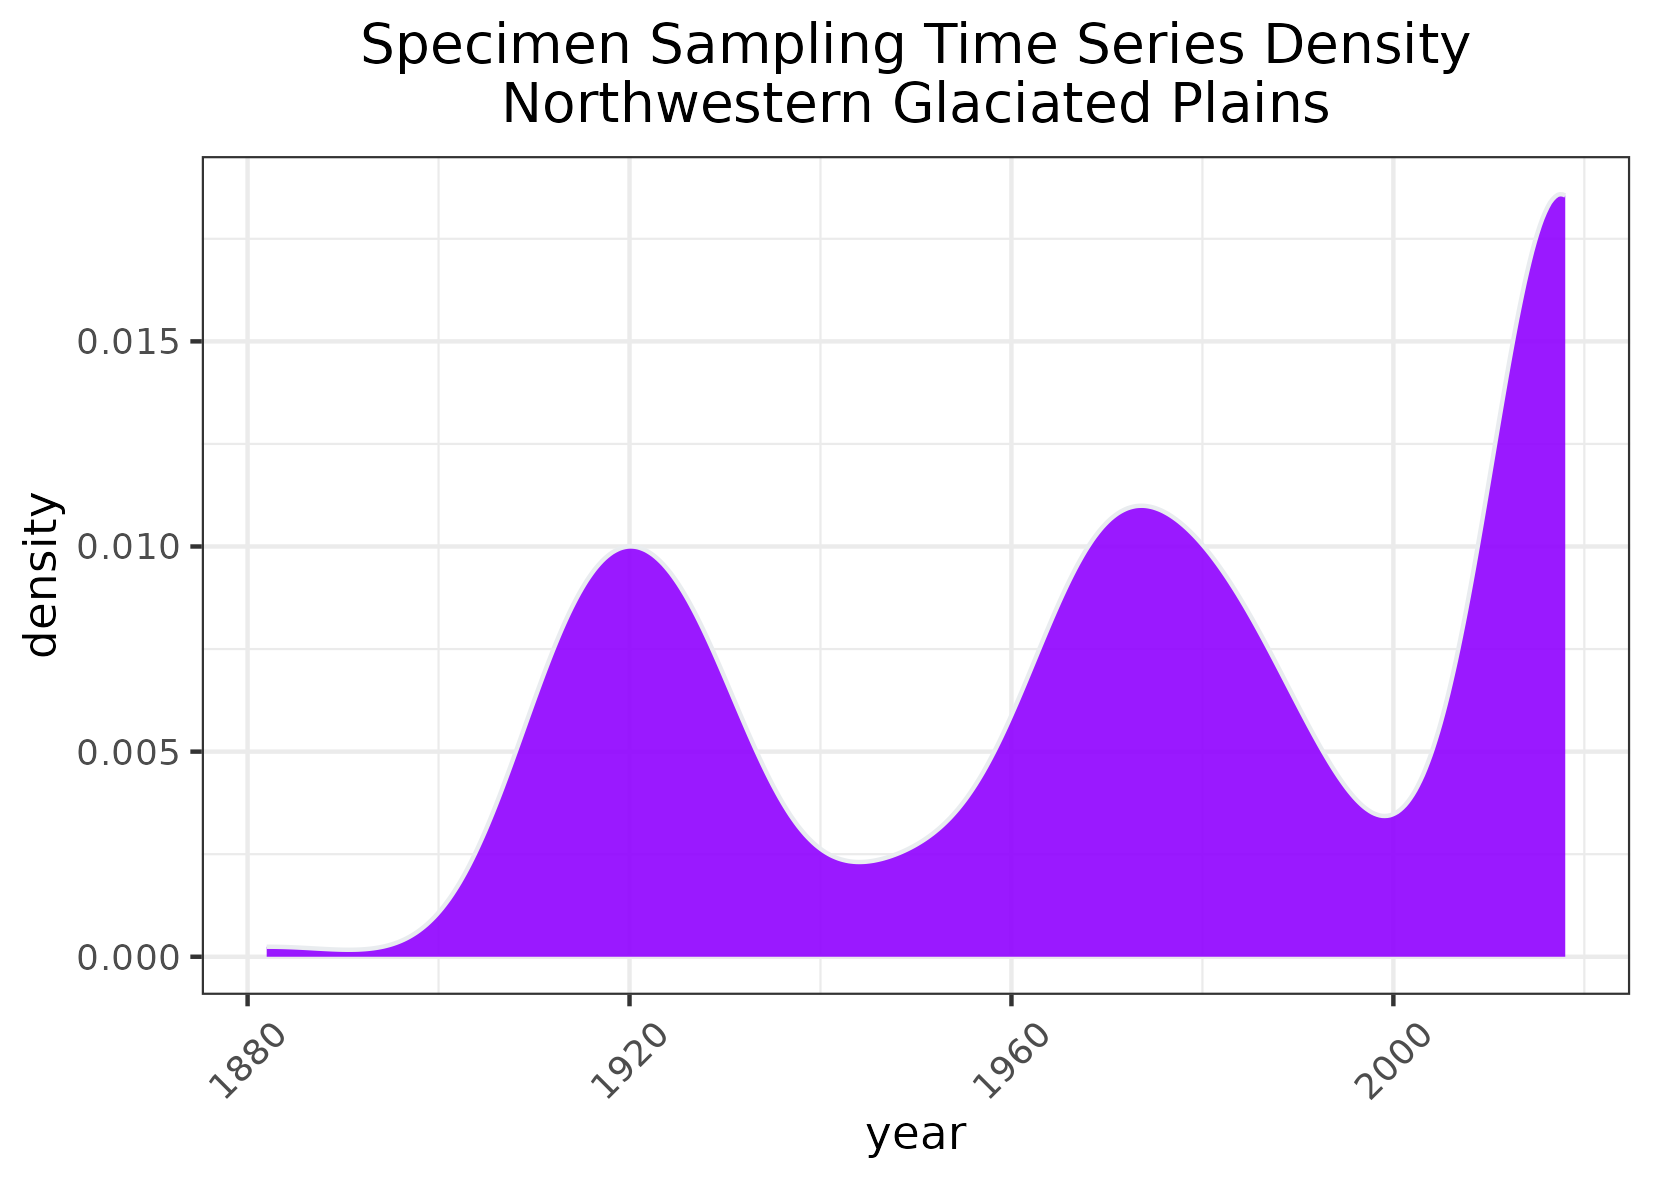 Specimen Sampling Time Series Density
Northwestern Glaciated Plains
density
0.015
0.010
0.005
0.000
1880
1920
1960
2000
year